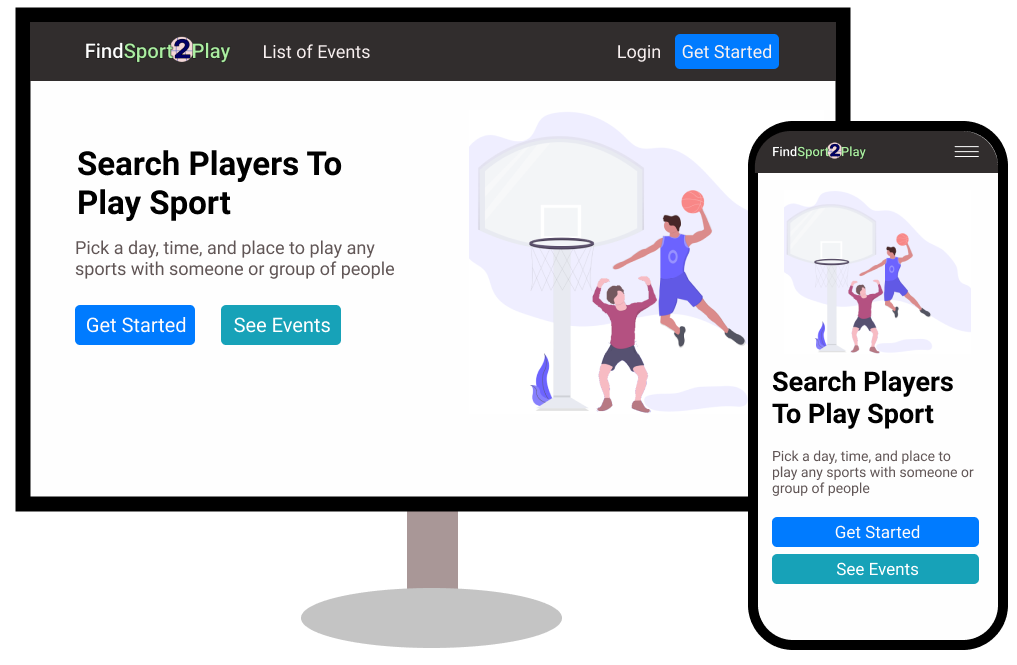 FindSport2Play List of Events Login Get Started
Search Players To
Play Sport
Pick a day, time, and place to play any
sports with someone or group of people
Get Started See Events
FindSport2Play
Search Players
To Play Sport
Pick a day, time, and place to
play any sports with someone or
group of people
Get Started
See Events